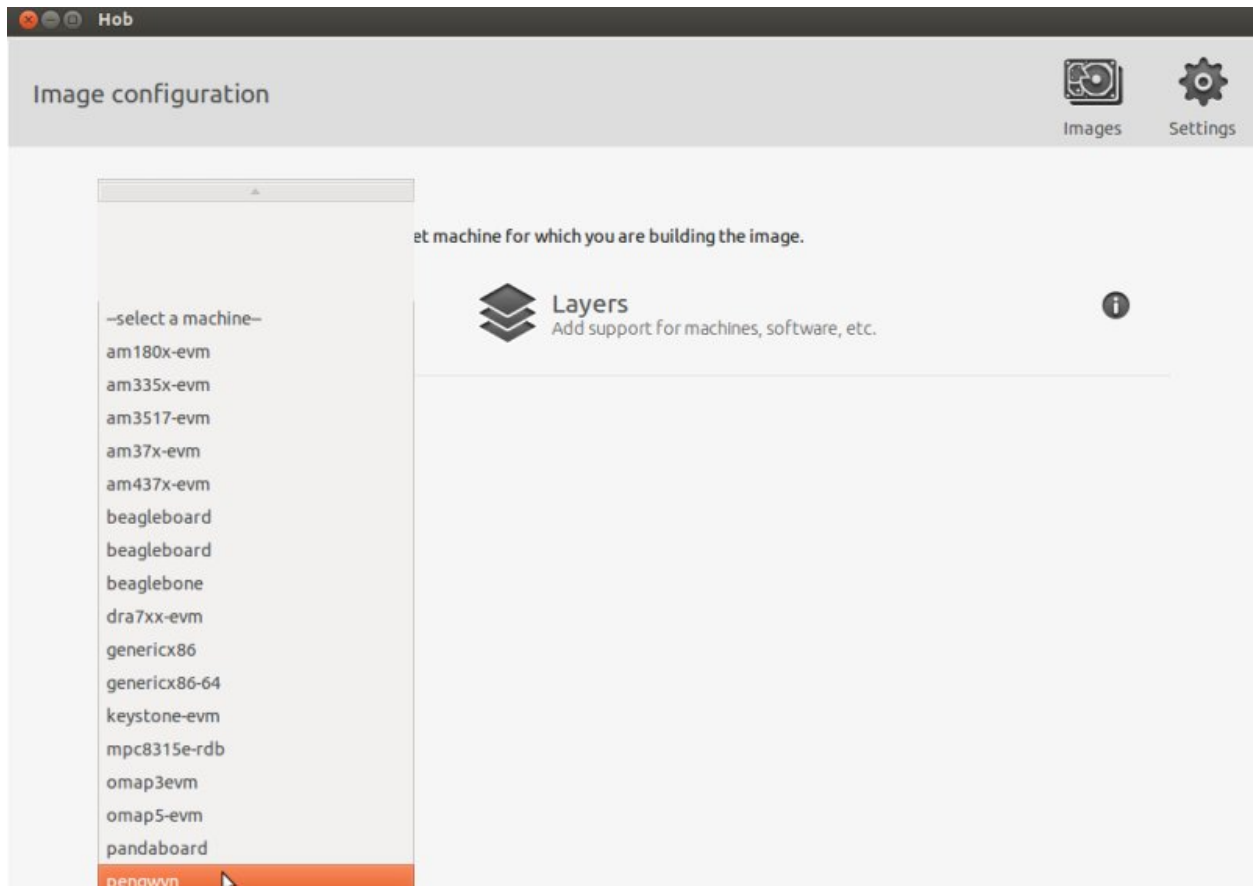 Hob
Image configuration
Images
Settings
et machine for which you are building the image.
Layers
Add support for machines, software, etc.
–select a machine–
am180x-evm
am335x-evm
am3517-evm
am37x-evm
am437x-evm
beagleboard
beagleboard
beaglebone
dra7xx-evm
genericx86
genericx86-64
keystone-evm
mpc8315e-rdb
omap3evm
omap5-evm
pandaboard
pengwyn